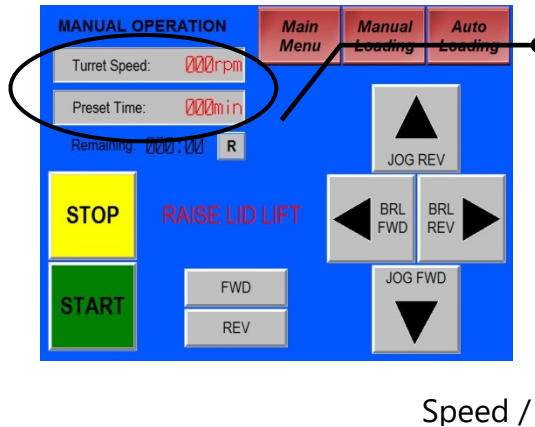 MANUAL OPERATION
Main Menu
Manual Loading
Auto Loading
Turret Speed: 000rpm
Preset Time: 000min
Remaining: 000:00 R
JOG REV
STOP
RAISE LID LIFT
BRL FWD
BRL REV
START
FWD
REV
JOG FWD
Speed /